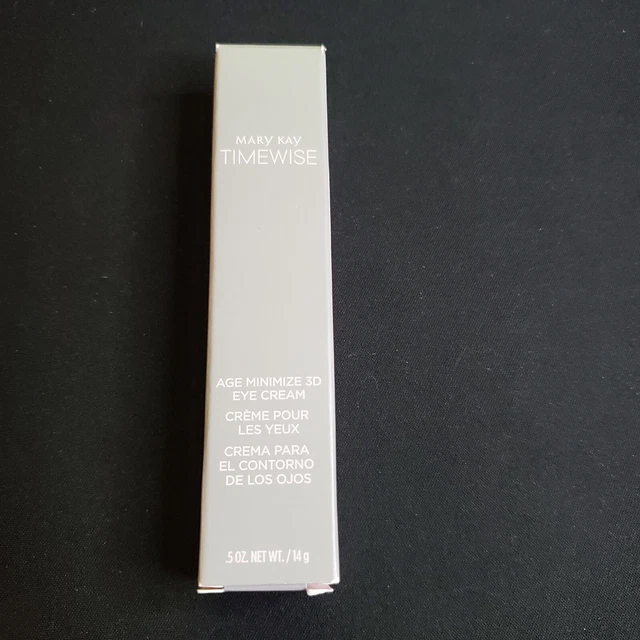 MARY KAY
TIMEWISE
AGE MINIMIZE 3D
EYE CREAM
CRÈME POUR
LES YEUX
CREMA PARA
EL CONTORNO
DE LOS OJOS
.5 OZ. NET WT. / 14 g